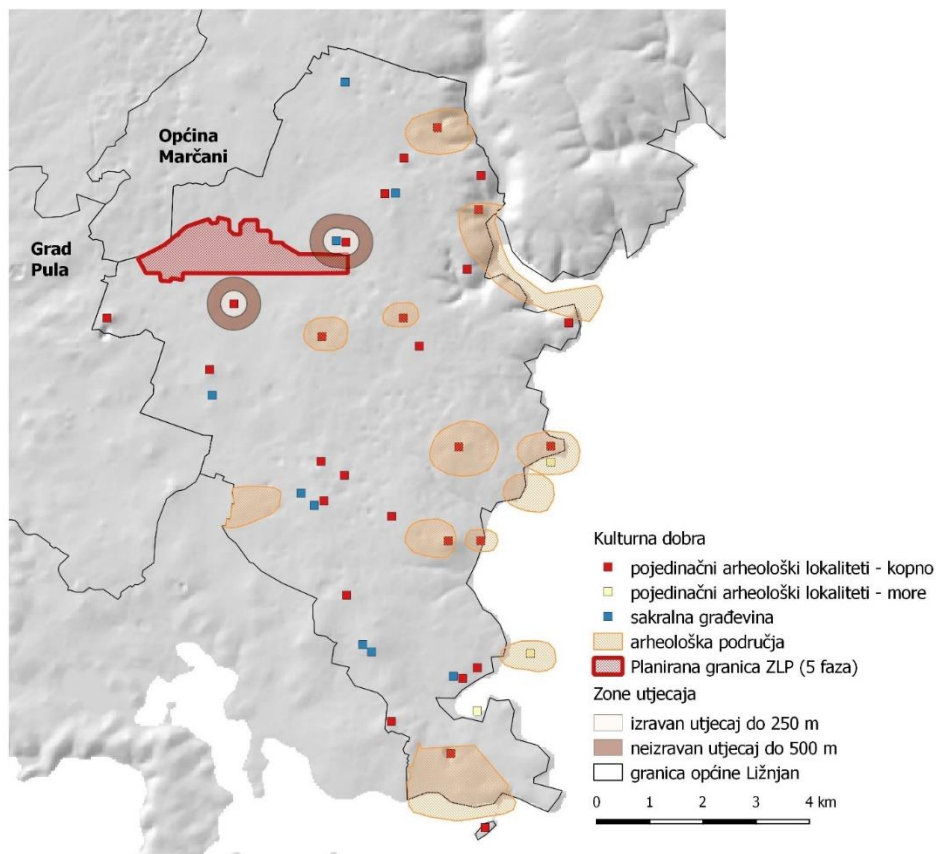 Općina
Marčani
Grad
Pula
Kulturna dobra
pojedinačni arheološki lokaliteti - kopno
pojedinačni arheološki lokaliteti - more
sakralna građevina
arheološka područja
Planirana granica ZLP (5 faza)
Zone utjecaja
izravan utjecaj do 250 m
neizravan utjecaj do 500 m
granica općine Ližnjan
0 1 2 4 km